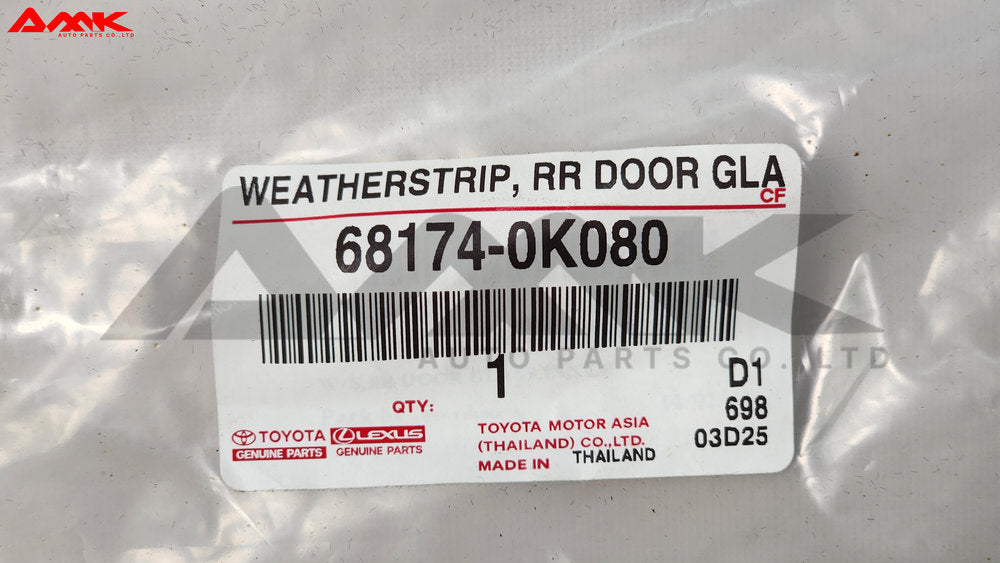 AMK
AUTO PARTS CO.,LTD
WEATHERSTRIP, RR DOOR GLA
CF
68174-0K080
AMK
AUTO PARTS CO.,LTD
1
D1
QTY:
698
TOYOTA MOTOR ASIA
(THAILAND) CO.,LTD.
03D25
TOYOTA
GENUINE PARTS
LEXUS
GENUINE PARTS
MADE IN THAILAND